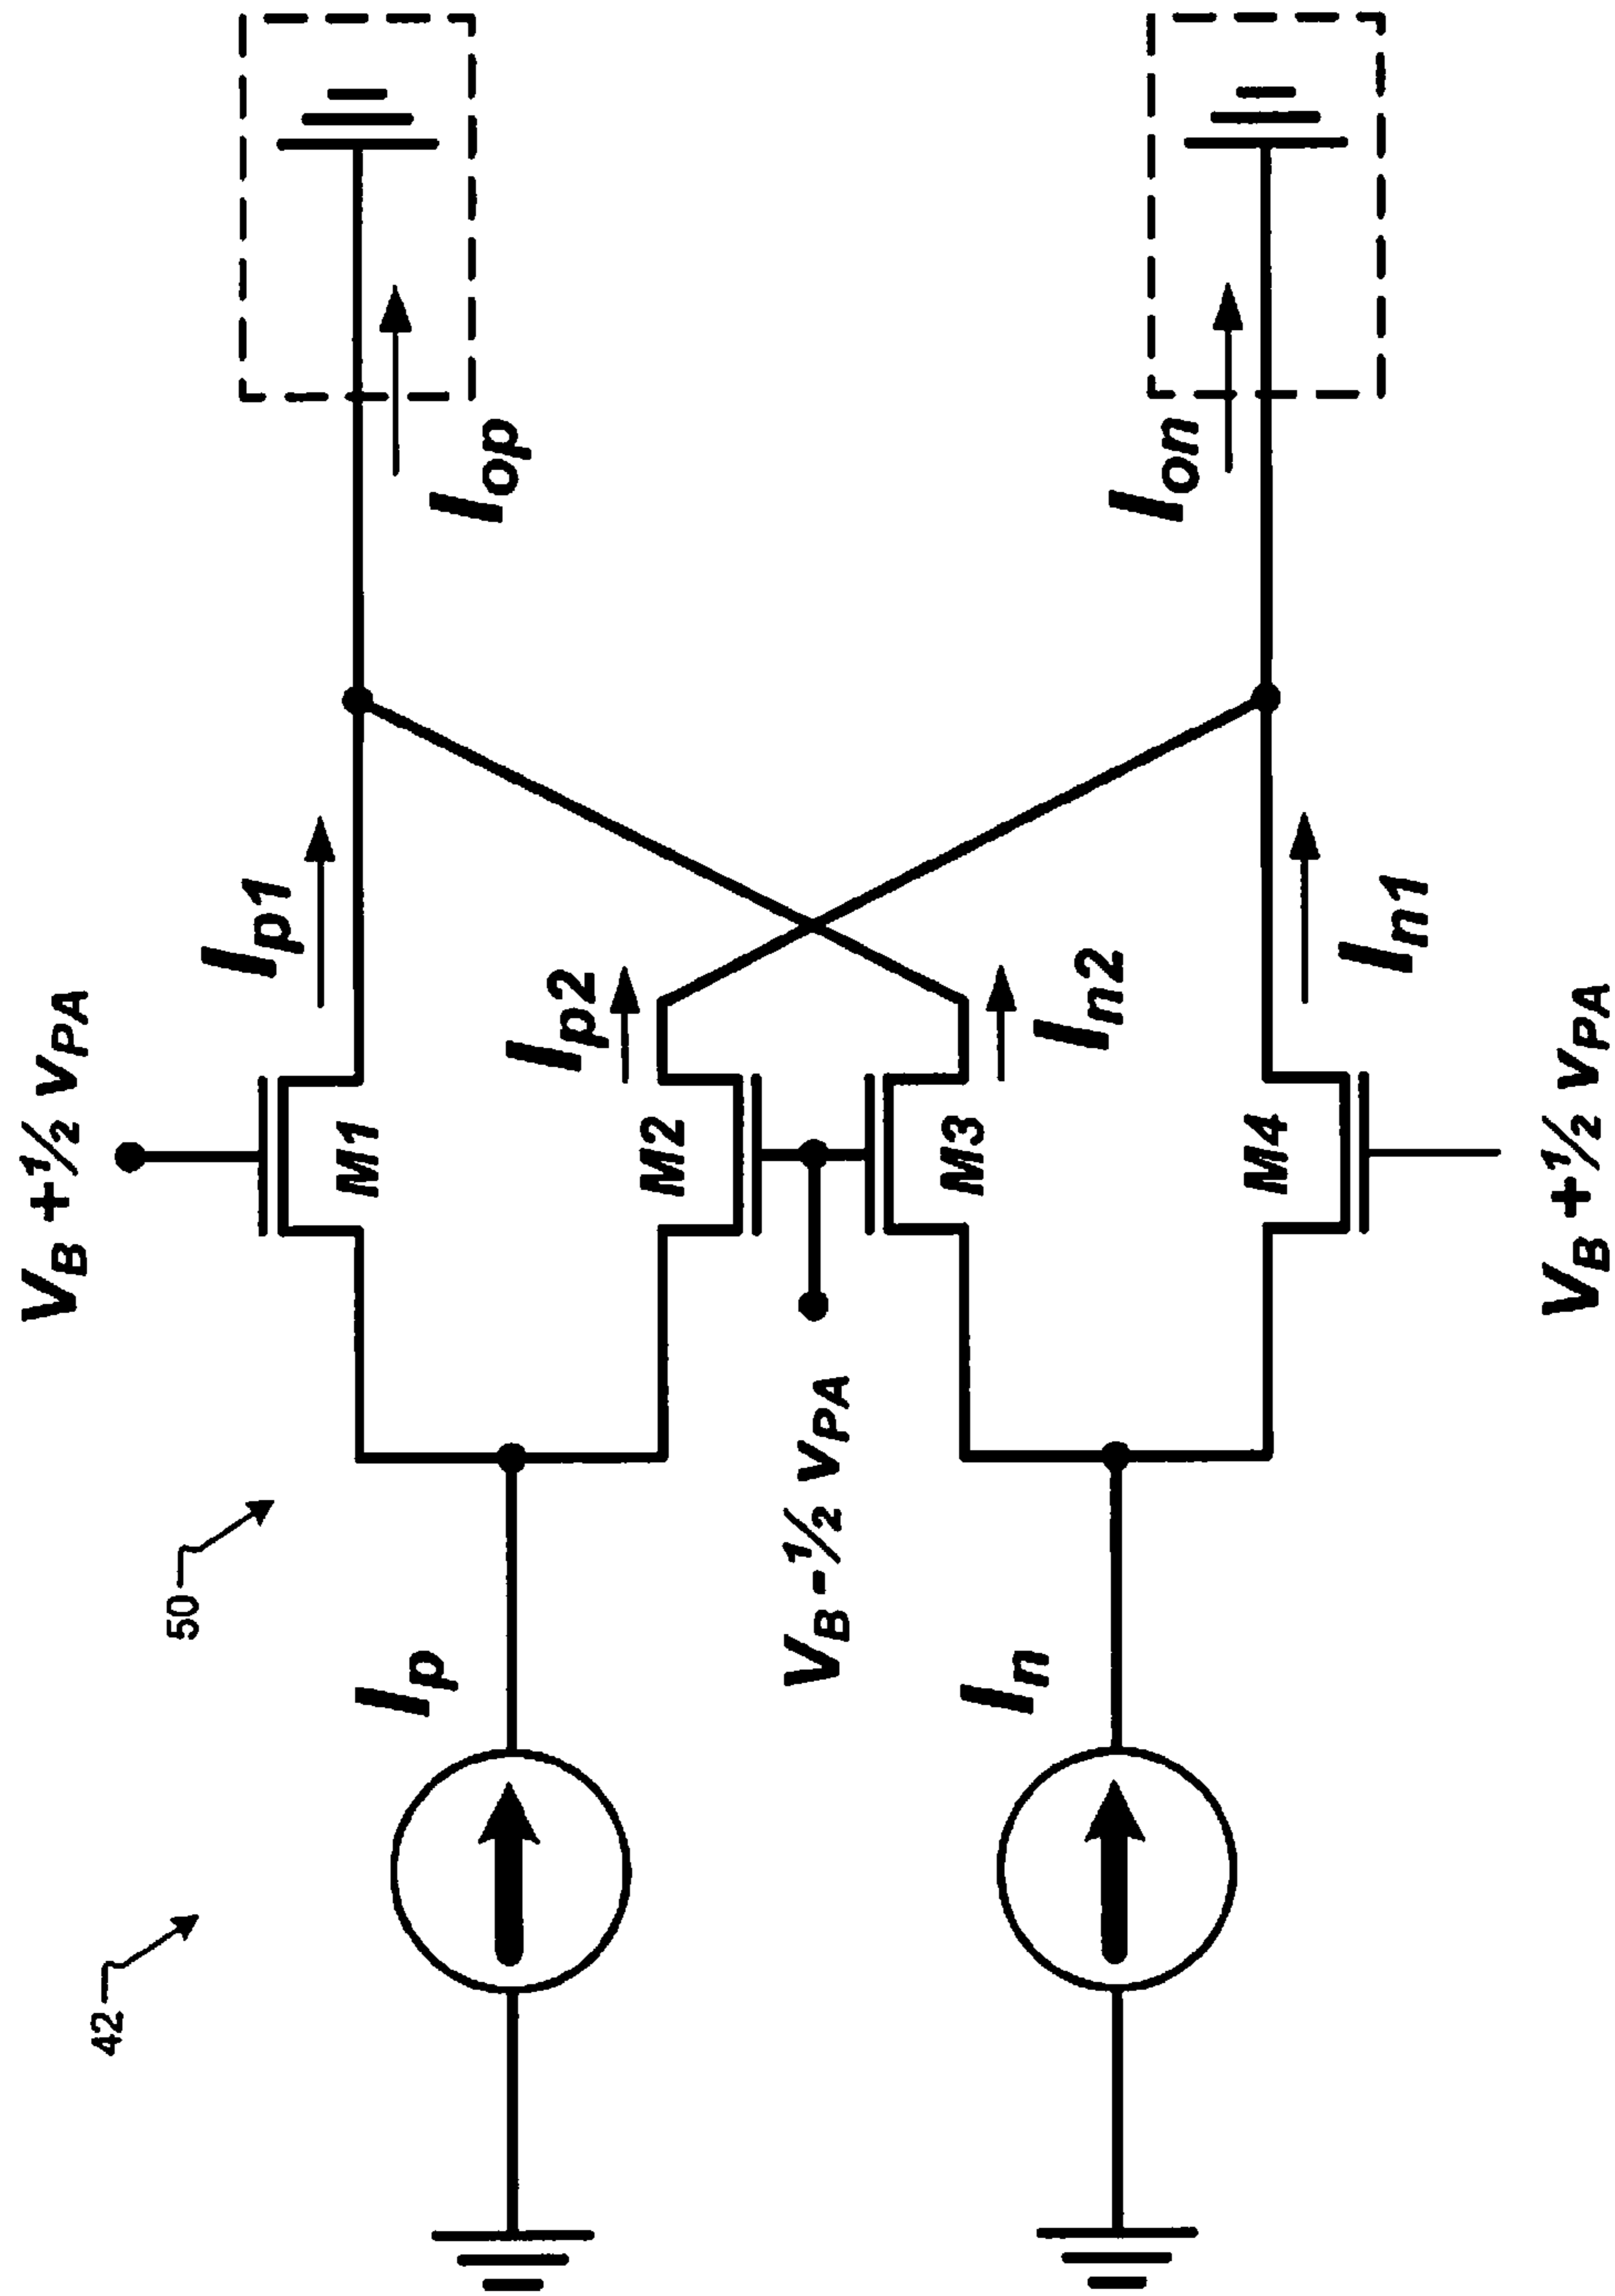 42
50
V_B + ½ v_PA
I_p
M1
I_p1
I_op
M2
I_p2
V_B - ½ v_PA
I_n
M3
I_n2
M4
I_n1
I_on
V_B + ½ v_PA